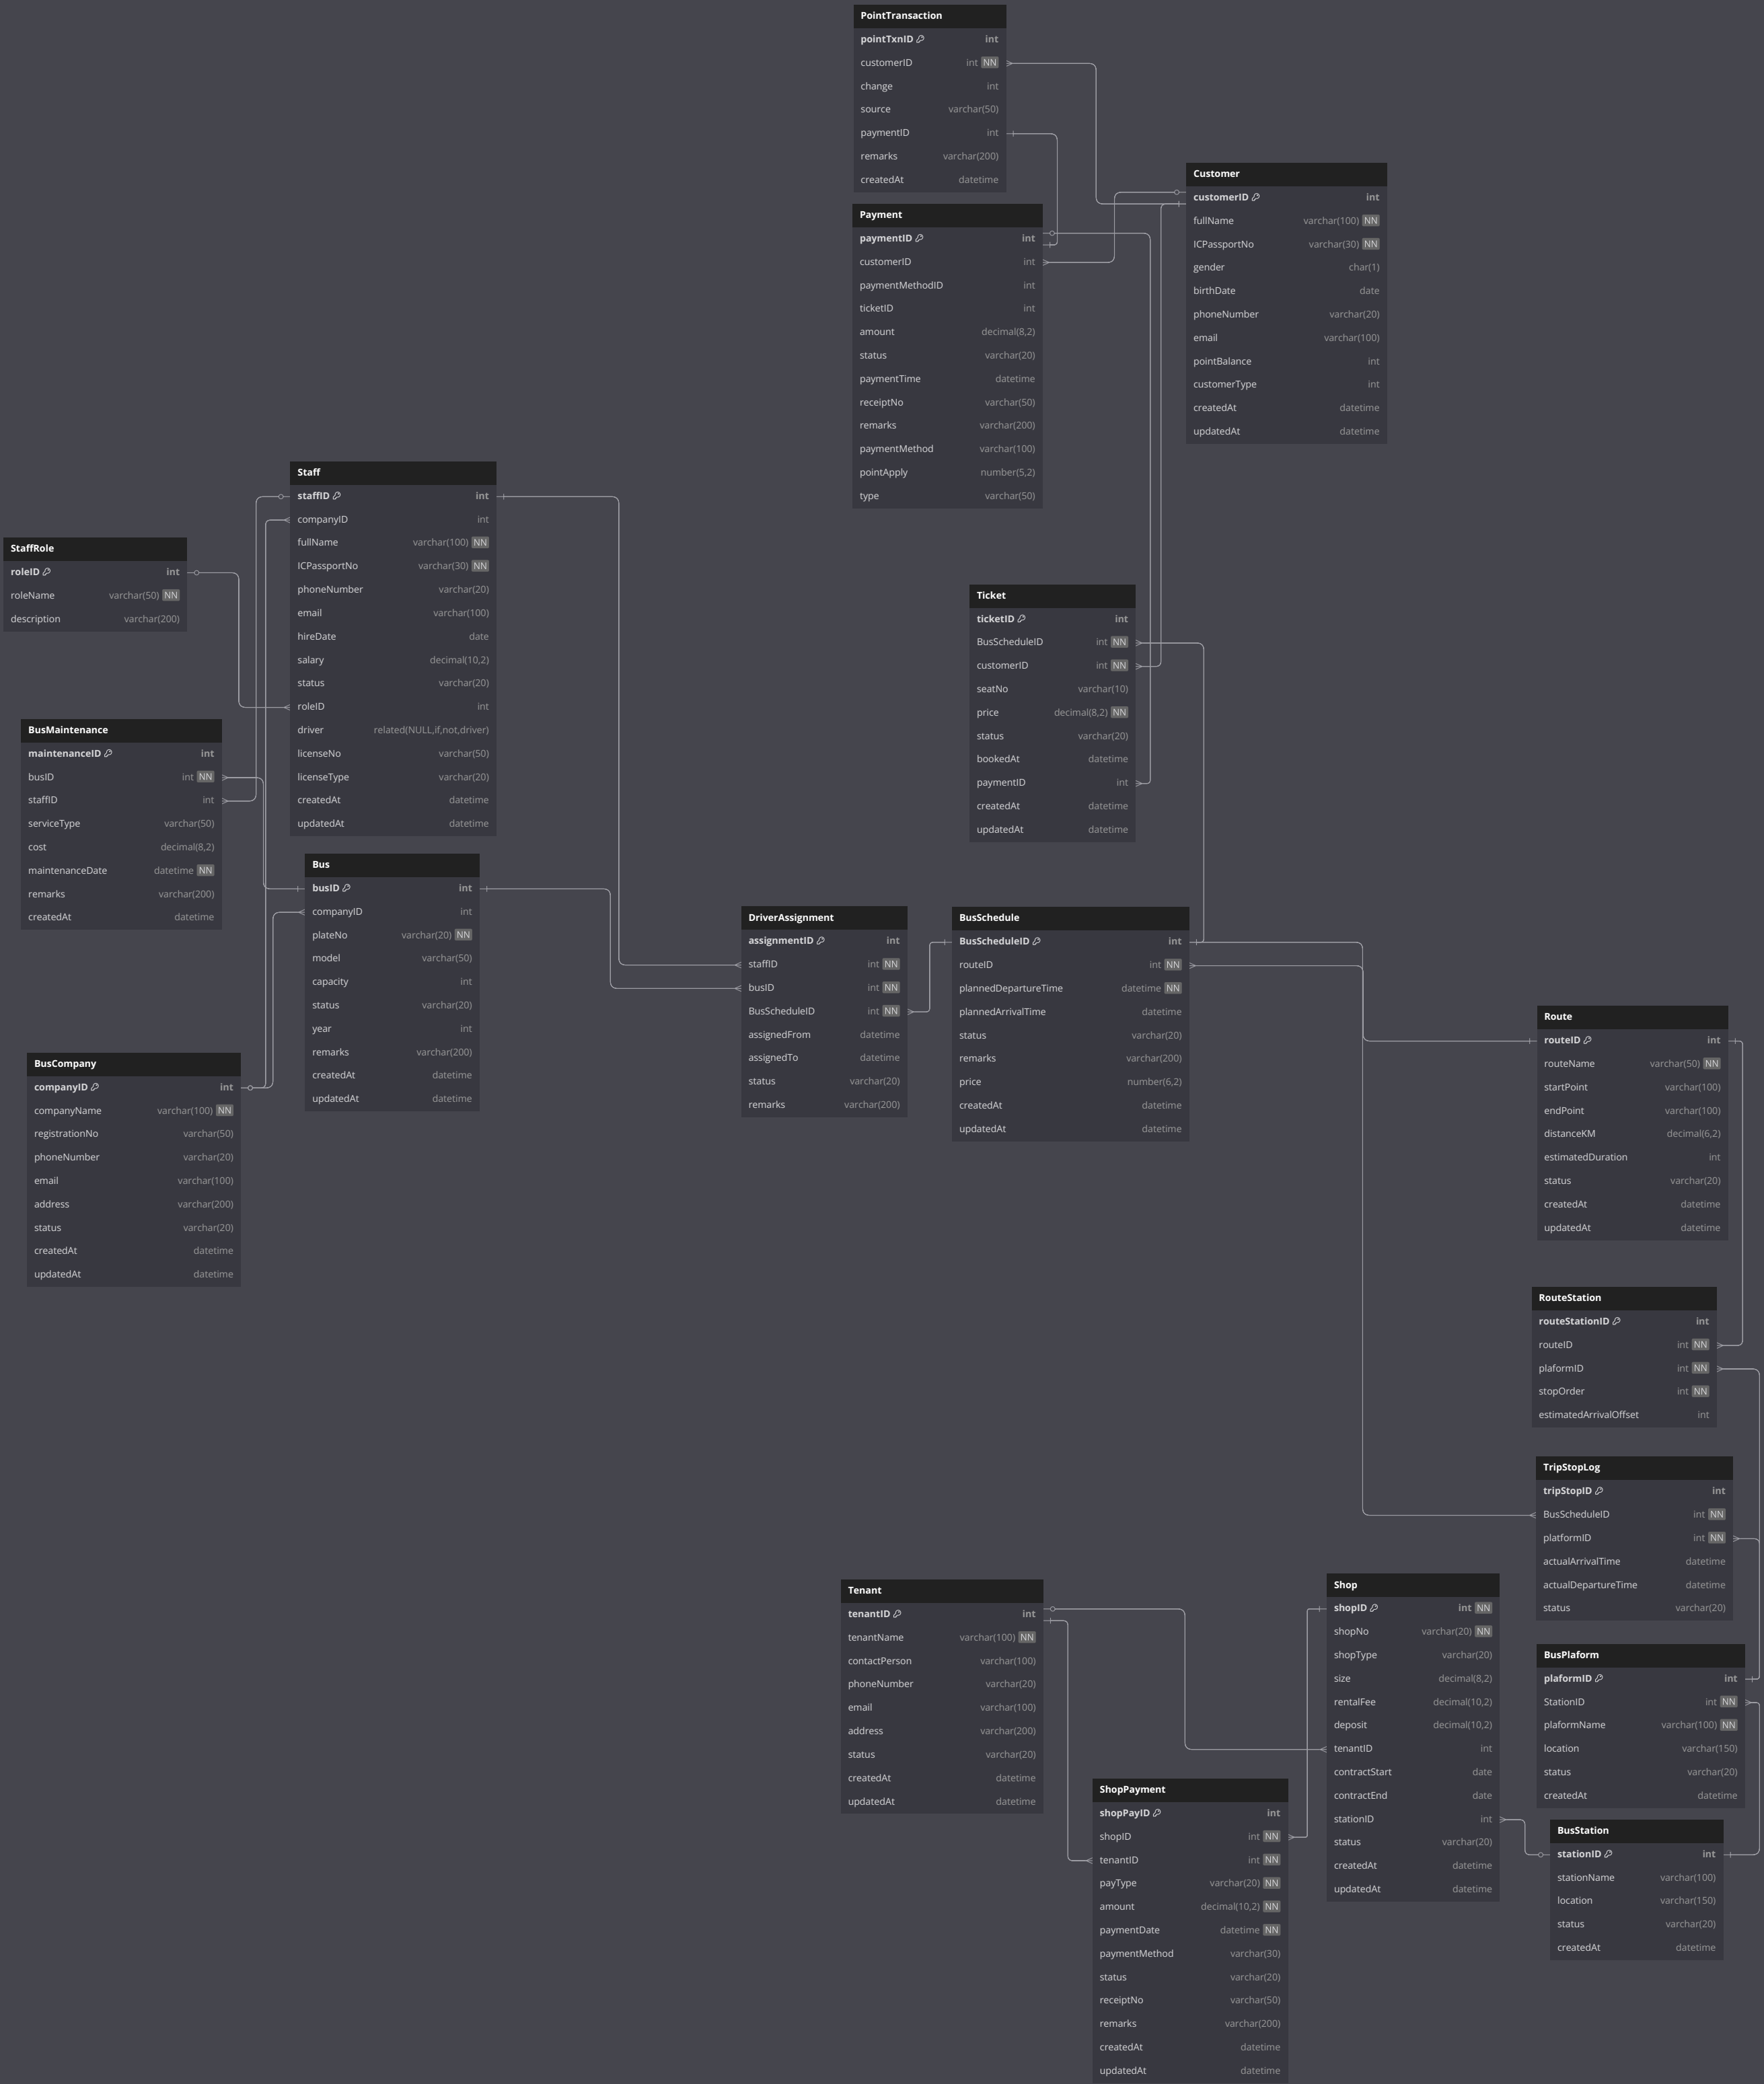 PointTransaction
pointTxnID int
customerID int NN
change int
source varchar(50)
paymentID int
remarks varchar(200)
createdAt datetime
Payment
paymentID int
customerID int
paymentMethodID int
ticketID int
amount decimal(8,2)
status varchar(20)
paymentTime datetime
receiptNo varchar(50)
remarks varchar(200)
paymentMethod varchar(100)
pointApply number(5,2)
type varchar(50)
Customer
customerID int
fullName varchar(100) NN
ICPassportNo varchar(30) NN
gender char(1)
birthDate date
phoneNumber varchar(20)
email varchar(100)
pointBalance int
customerType int
createdAt datetime
updatedAt datetime
Staff
staffID int
companyID int
fullName varchar(100) NN
ICPassportNo varchar(30) NN
phoneNumber varchar(20)
email varchar(100)
hireDate date
salary decimal(10,2)
status varchar(20)
roleID int
driver related(NULL,if,not,driver)
licenseNo varchar(50)
licenseType varchar(20)
createdAt datetime
updatedAt datetime
StaffRole
roleID int
roleName varchar(50) NN
description varchar(200)
Ticket
ticketID int
BusScheduleID int NN
customerID int NN
seatNo varchar(10)
price decimal(8,2) NN
status varchar(20)
bookedAt datetime
paymentID int
createdAt datetime
updatedAt datetime
BusMaintenance
maintenanceID int
busID int NN
staffID int
serviceType varchar(50)
cost decimal(8,2)
maintenanceDate datetime NN
remarks varchar(200)
createdAt datetime
Bus
busID int
companyID int
plateNo varchar(20) NN
model varchar(50)
capacity int
status varchar(20)
year int
remarks varchar(200)
createdAt datetime
updatedAt datetime
DriverAssignment
assignmentID int
staffID int NN
busID int NN
BusScheduleID int NN
assignedFrom datetime
assignedTo datetime
status varchar(20)
remarks varchar(200)
BusSchedule
BusScheduleID int
routeID int NN
plannedDepartureTime datetime NN
plannedArrivalTime datetime
status varchar(20)
remarks varchar(200)
price number(6,2)
createdAt datetime
updatedAt datetime
BusCompany
companyID int
companyName varchar(100) NN
registrationNo varchar(50)
phoneNumber varchar(20)
email varchar(100)
address varchar(200)
status varchar(20)
createdAt datetime
updatedAt datetime
Route
routeID int
routeName varchar(50) NN
startPoint varchar(100)
endPoint varchar(100)
distanceKM decimal(6,2)
estimatedDuration int
status varchar(20)
createdAt datetime
updatedAt datetime
RouteStation
routeStationID int
routeID int NN
plaformID int NN
stopOrder int NN
estimatedArrivalOffset int
TripStopLog
tripStopID int
BusScheduleID int NN
platformID int NN
actualArrivalTime datetime
actualDepartureTime datetime
status varchar(20)
Tenant
tenantID int
tenantName varchar(100) NN
contactPerson varchar(100)
phoneNumber varchar(20)
email varchar(100)
address varchar(200)
status varchar(20)
createdAt datetime
updatedAt datetime
Shop
shopID int NN
shopNo varchar(20) NN
shopType varchar(20)
size decimal(8,2)
rentalFee decimal(10,2)
deposit decimal(10,2)
tenantID int
contractStart date
contractEnd date
stationID int
status varchar(20)
createdAt datetime
updatedAt datetime
BusPlaform
plaformID int
StationID int NN
plaformName varchar(100) NN
location varchar(150)
status varchar(20)
createdAt datetime
ShopPayment
shopPayID int
shopID int NN
tenantID int NN
payType varchar(20) NN
amount decimal(10,2) NN
paymentDate datetime NN
paymentMethod varchar(30)
status varchar(20)
receiptNo varchar(50)
remarks varchar(200)
createdAt datetime
updatedAt datetime
BusStation
stationID int
stationName varchar(100)
location varchar(150)
status varchar(20)
createdAt datetime